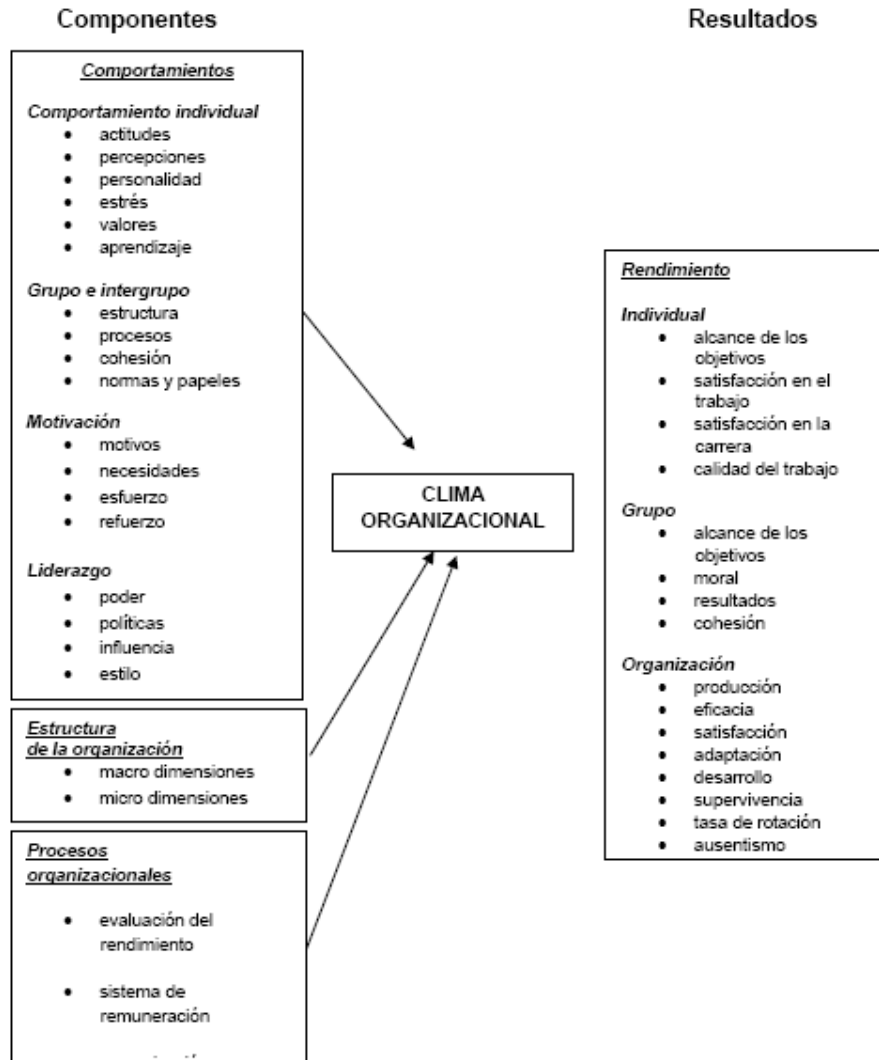 Componentes
Resultados
Comportamientos
Comportamiento individual
• actitudes
• percepciones
• personalidad
• estrés
• valores
• aprendizaje
Grupo e intergrupo
• estructura
• procesos
• cohesión
• normas y papeles
Motivación
• motivos
• necesidades
• esfuerzo
• refuerzo
Liderazgo
• poder
• políticas
• influencia
• estilo
Estructura
de la organización
• macro dimensiones
• micro dimensiones
Procesos
organizacionales
• evaluación del
rendimiento
• sistema de
remuneración
CLIMA
ORGANIZACIONAL
Rendimiento
Individual
• alcance de los
objetivos
• satisfacción en el
trabajo
• satisfacción en la
carrera
• calidad del trabajo
Grupo
• alcance de los
objetivos
• moral
• resultados
• cohesión
Organización
• producción
• eficacia
• satisfacción
• adaptación
• desarrollo
• supervivencia
• tasa de rotación
• ausentismo